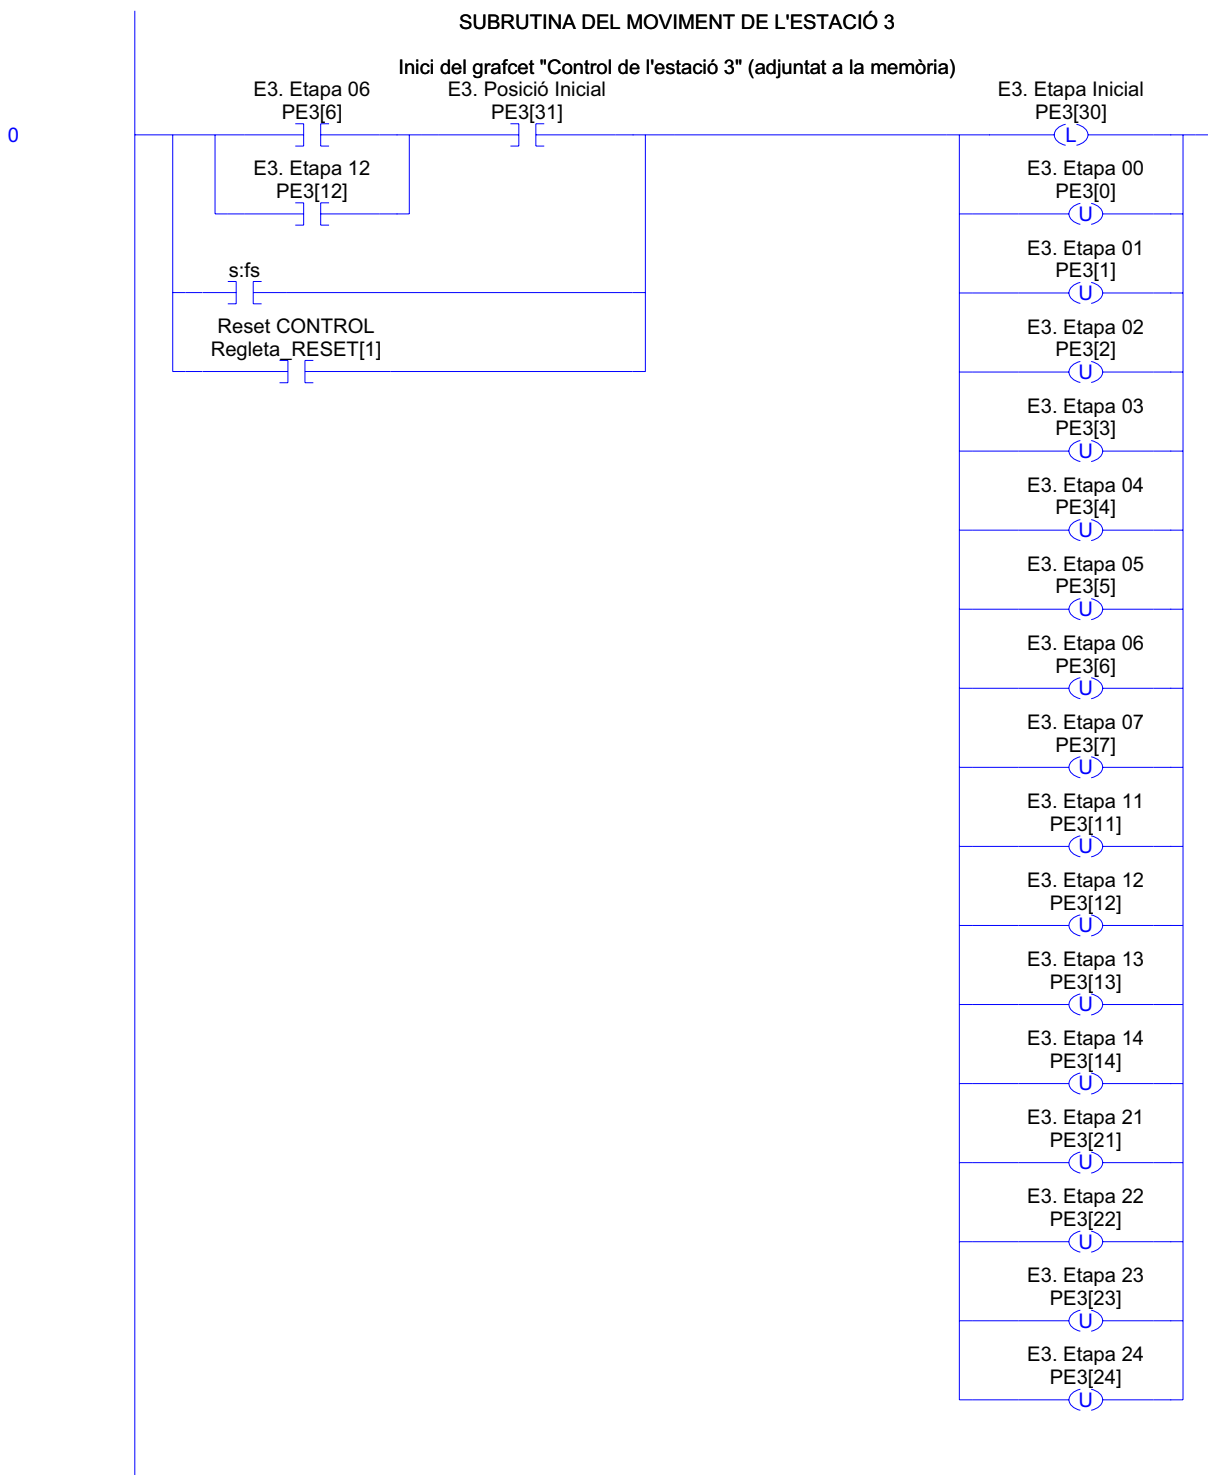 SUBRUTINA DEL MOVIMENT DE L'ESTACIÓ 3
Inici del grafcet "Control de l'estació 3" (adjuntat a la memòria)
E3. Etapa 06
PE3[6]
E3. Posició Inicial
PE3[31]
E3. Etapa Inicial
PE3[30]
0
L
E3. Etapa 12
PE3[12]
E3. Etapa 00
PE3[0]
U
s:fs
E3. Etapa 01
PE3[1]
U
Reset CONTROL
Regleta_RESET[1]
E3. Etapa 02
PE3[2]
U
E3. Etapa 03
PE3[3]
U
E3. Etapa 04
PE3[4]
U
E3. Etapa 05
PE3[5]
U
E3. Etapa 06
PE3[6]
U
E3. Etapa 07
PE3[7]
U
E3. Etapa 11
PE3[11]
U
E3. Etapa 12
PE3[12]
U
E3. Etapa 13
PE3[13]
U
E3. Etapa 14
PE3[14]
U
E3. Etapa 21
PE3[21]
U
E3. Etapa 22
PE3[22]
U
E3. Etapa 23
PE3[23]
U
E3. Etapa 24
PE3[24]
U